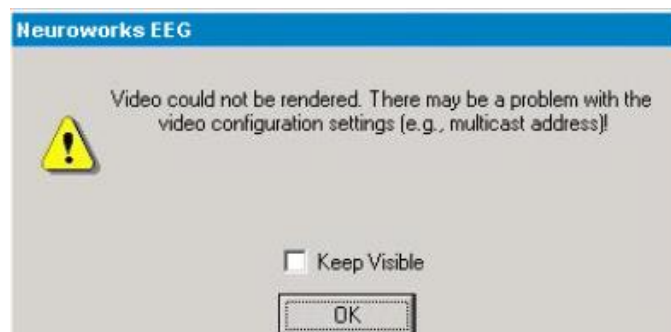 Neuroworks EEG
Video could not be rendered. There may be a problem with the
video configuration settings (e.g., multicast address)!
Keep Visible
OK